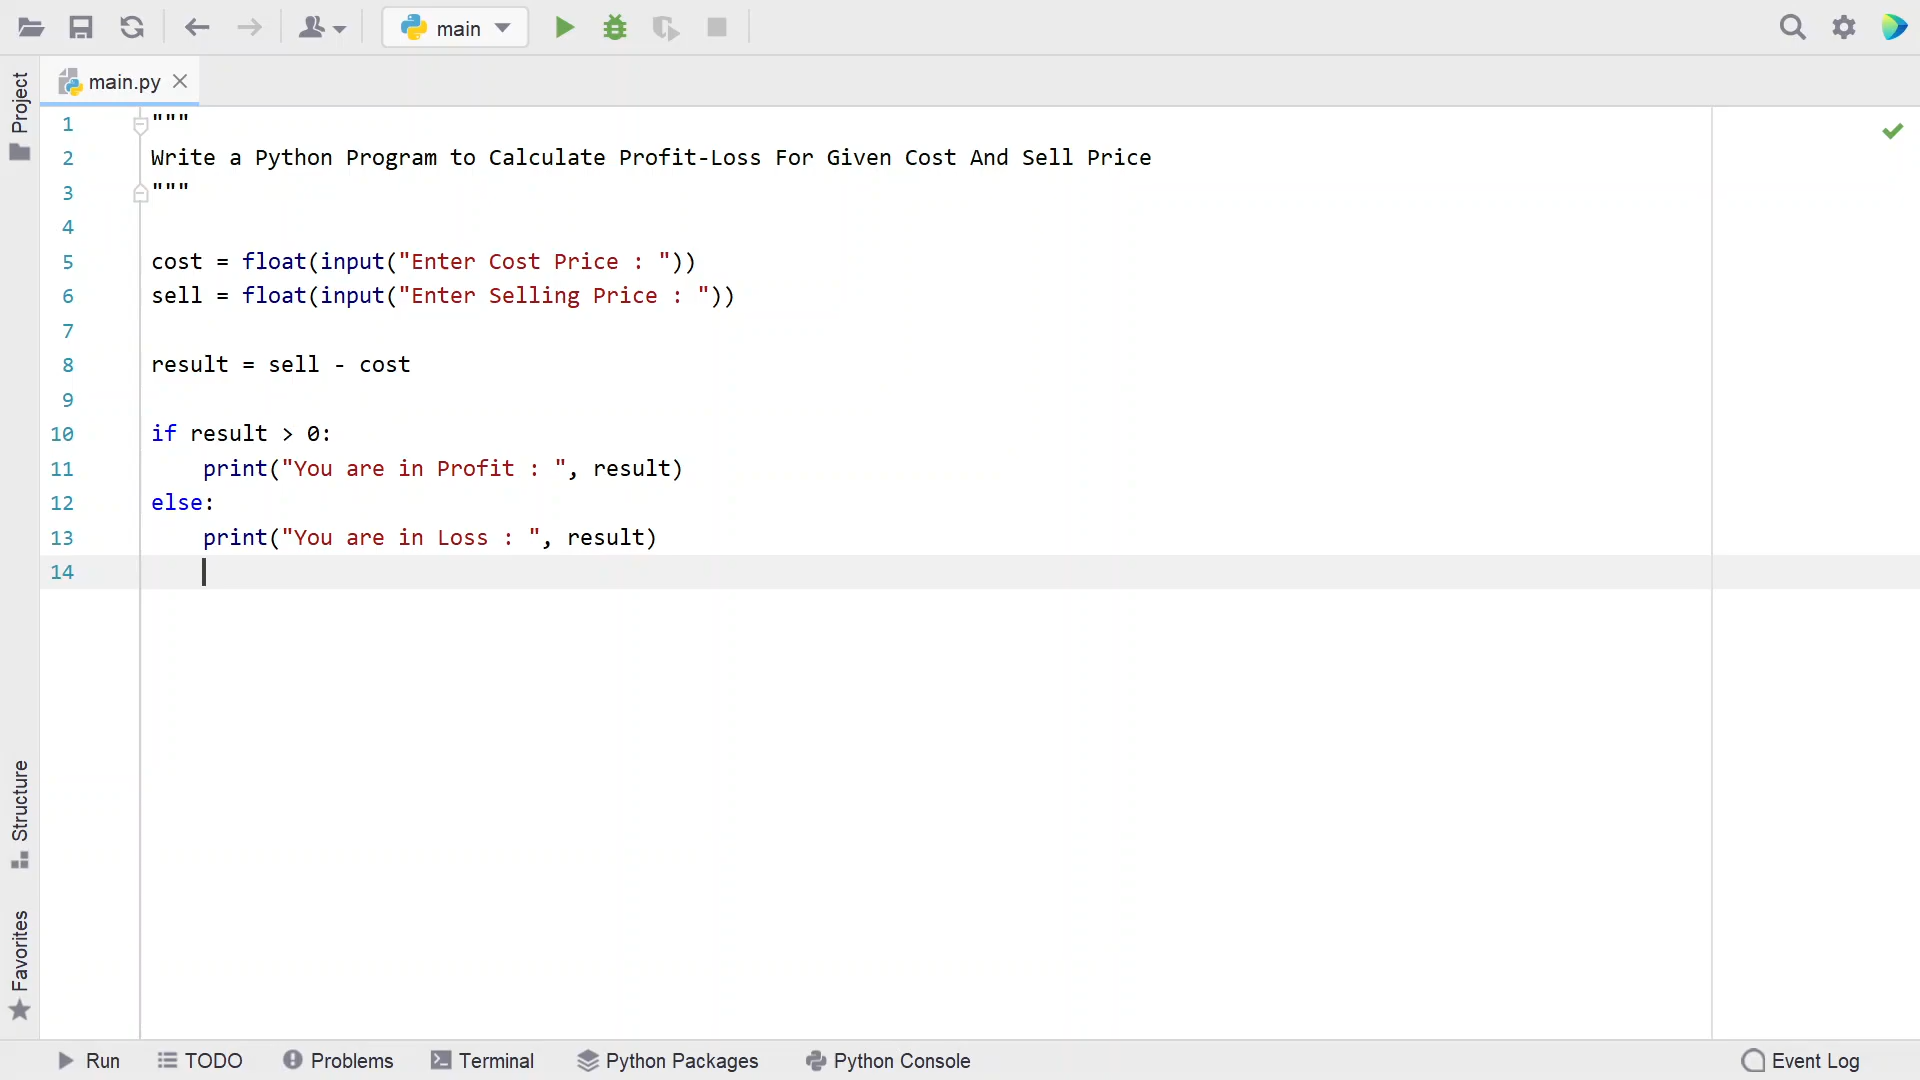 main
Project
main.py
1 """
2 Write a Python Program to Calculate Profit-Loss For Given Cost And Sell Price
3 """
4
5 cost = float(input("Enter Cost Price : "))
6 sell = float(input("Enter Selling Price : "))
7
8 result = sell - cost
9
10 if result > 0:
11     print("You are in Profit : ", result)
12 else:
13     print("You are in Loss : ", result)
14
Structure
Favorites
Run TODO Problems Terminal Python Packages Python Console Event Log